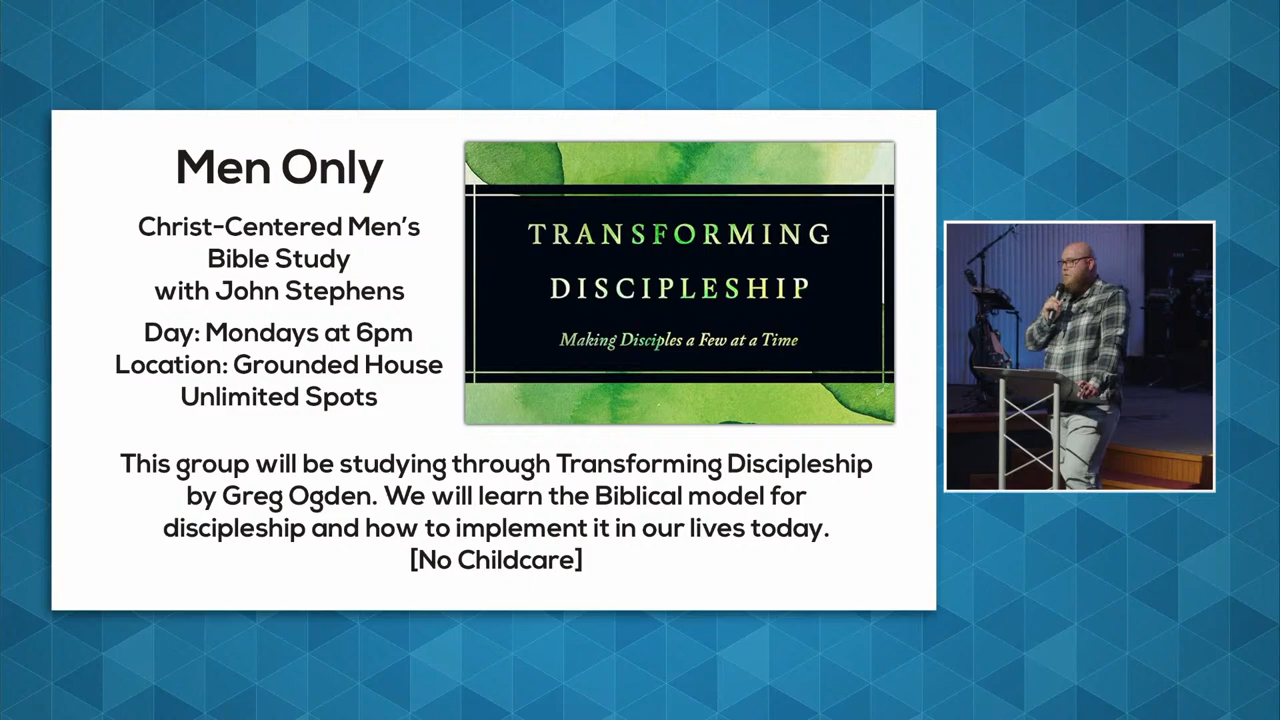 Men Only
Christ-Centered Men's
Bible Study
with John Stephens
Day: Mondays at 6pm
Location: Grounded House
Unlimited Spots
TRANSFORMING
DISCIPLESHIP
Making Disciples a Few at a Time
This group will be studying through Transforming Discipleship
by Greg Ogden. We will learn the Biblical model for
discipleship and how to implement it in our lives today.
[No Childcare]